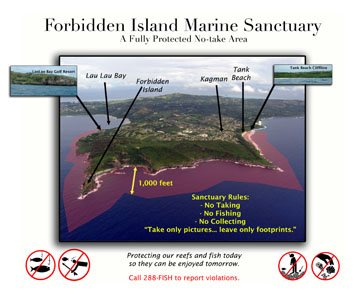 Forbidden Island Marine Sanctuary
A Fully Protected No-take Area
LaoLao Bay Golf Resort
Lau Lau Bay
Forbidden
Island
Kagman
Tank
Beach
Tank Beach Cliffline
1,000 feet
Sanctuary Rules:
- No Taking
- No Fishing
- No Collecting
"Take only pictures... leave only footprints."
Protecting our reefs and fish today
so they can be enjoyed tomorrow.
Call 288-FISH to report violations.